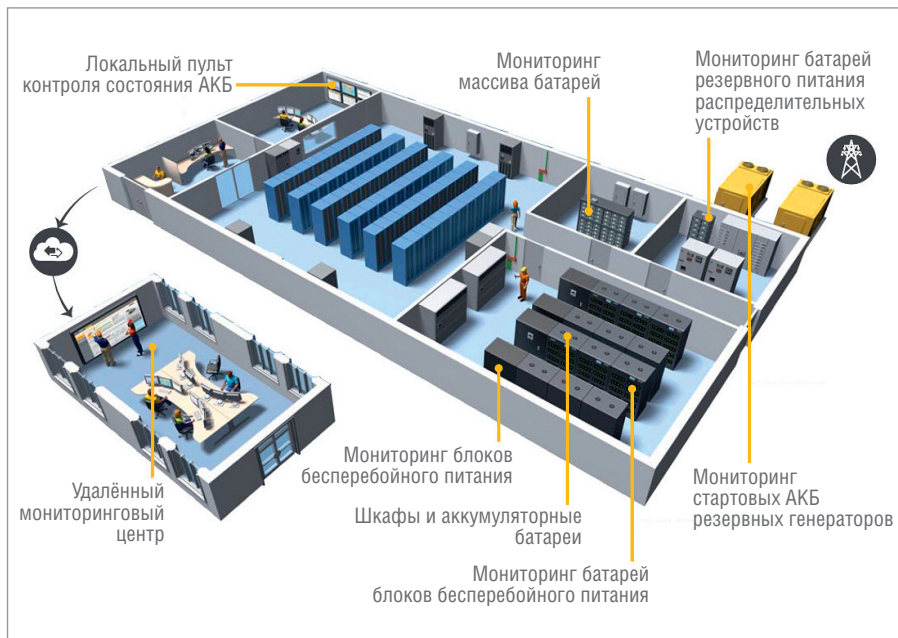 Локальный пульт
контроля состояния АКБ
Мониторинг
массива батарей
Мониторинг батарей
резервного питания
распределительных
устройств
Удалённый
мониторинговый
центр
Мониторинг блоков
бесперебойного питания
Шкафы и аккумуляторные
батареи
Мониторинг батарей
блоков бесперебойного питания
Мониторинг
стартовых АКБ
резервных генераторов